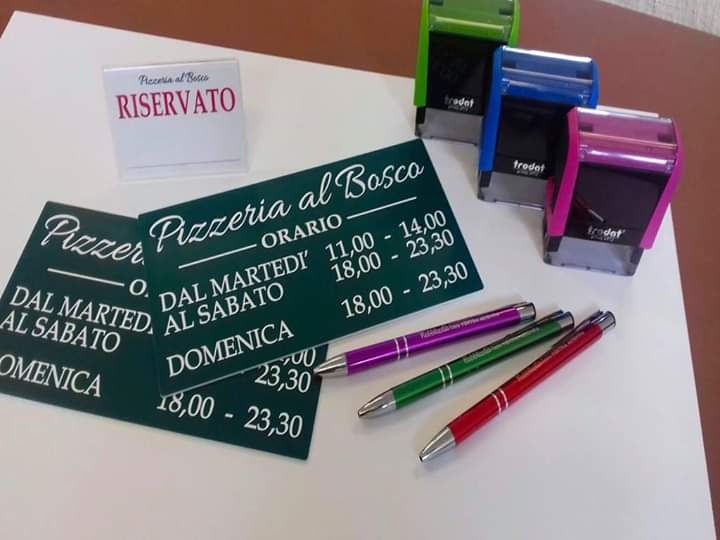 Pizzeria al Bosco
RISERVATO
trodat
trodat
trodat
Pizzeria al Bosco
ORARIO
DAL MARTEDI' 11,00 - 14,00
AL SABATO 18,00 - 23,30
DOMENICA 18,00 - 23,30
Pizzer
O
DAL MARTEDI
AL SABATO 23,30
OMENICA 18,00 - 23,30